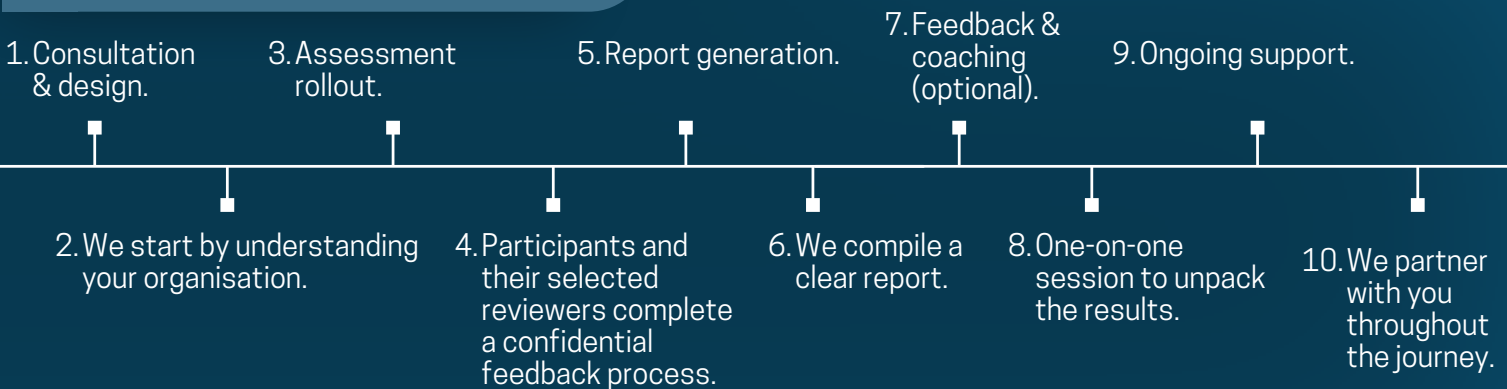 1. Consultation
& design.
2. We start by understanding
your organisation.
3. Assessment
rollout.
4. Participants and
their selected
reviewers complete
a confidential
feedback process.
5. Report generation.
6. We compile a
clear report.
7. Feedback &
coaching
(optional).
8. One-on-one
session to unpack
the results.
9. Ongoing support.
10. We partner
with you
throughout
the journey.